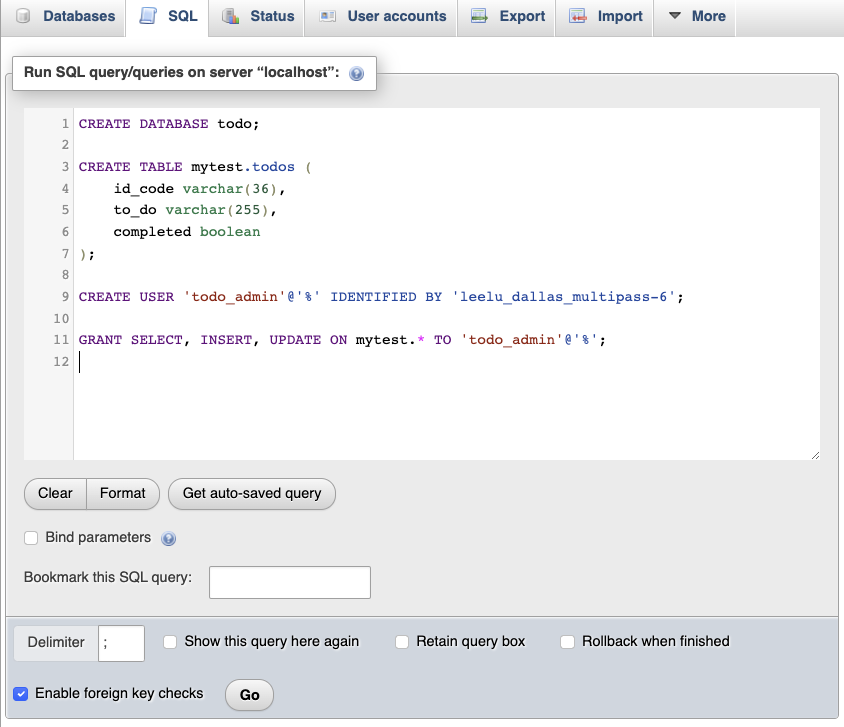 Databases SQL Status User accounts Export Import More
Run SQL query/queries on server “localhost”:
1 CREATE DATABASE todo;
2
3 CREATE TABLE mytest.todos (
4 id_code varchar(36),
5 to_do varchar(255),
6 completed boolean
7 );
8
9 CREATE USER 'todo_admin'@'%' IDENTIFIED BY 'leelu_dallas_multipass-6';
10
11 GRANT SELECT, INSERT, UPDATE ON mytest.* TO 'todo_admin'@'%';
12
Clear Format Get auto-saved query
Bind parameters
Bookmark this SQL query:
Delimiter ; Show this query here again Retain query box Rollback when finished
Enable foreign key checks Go